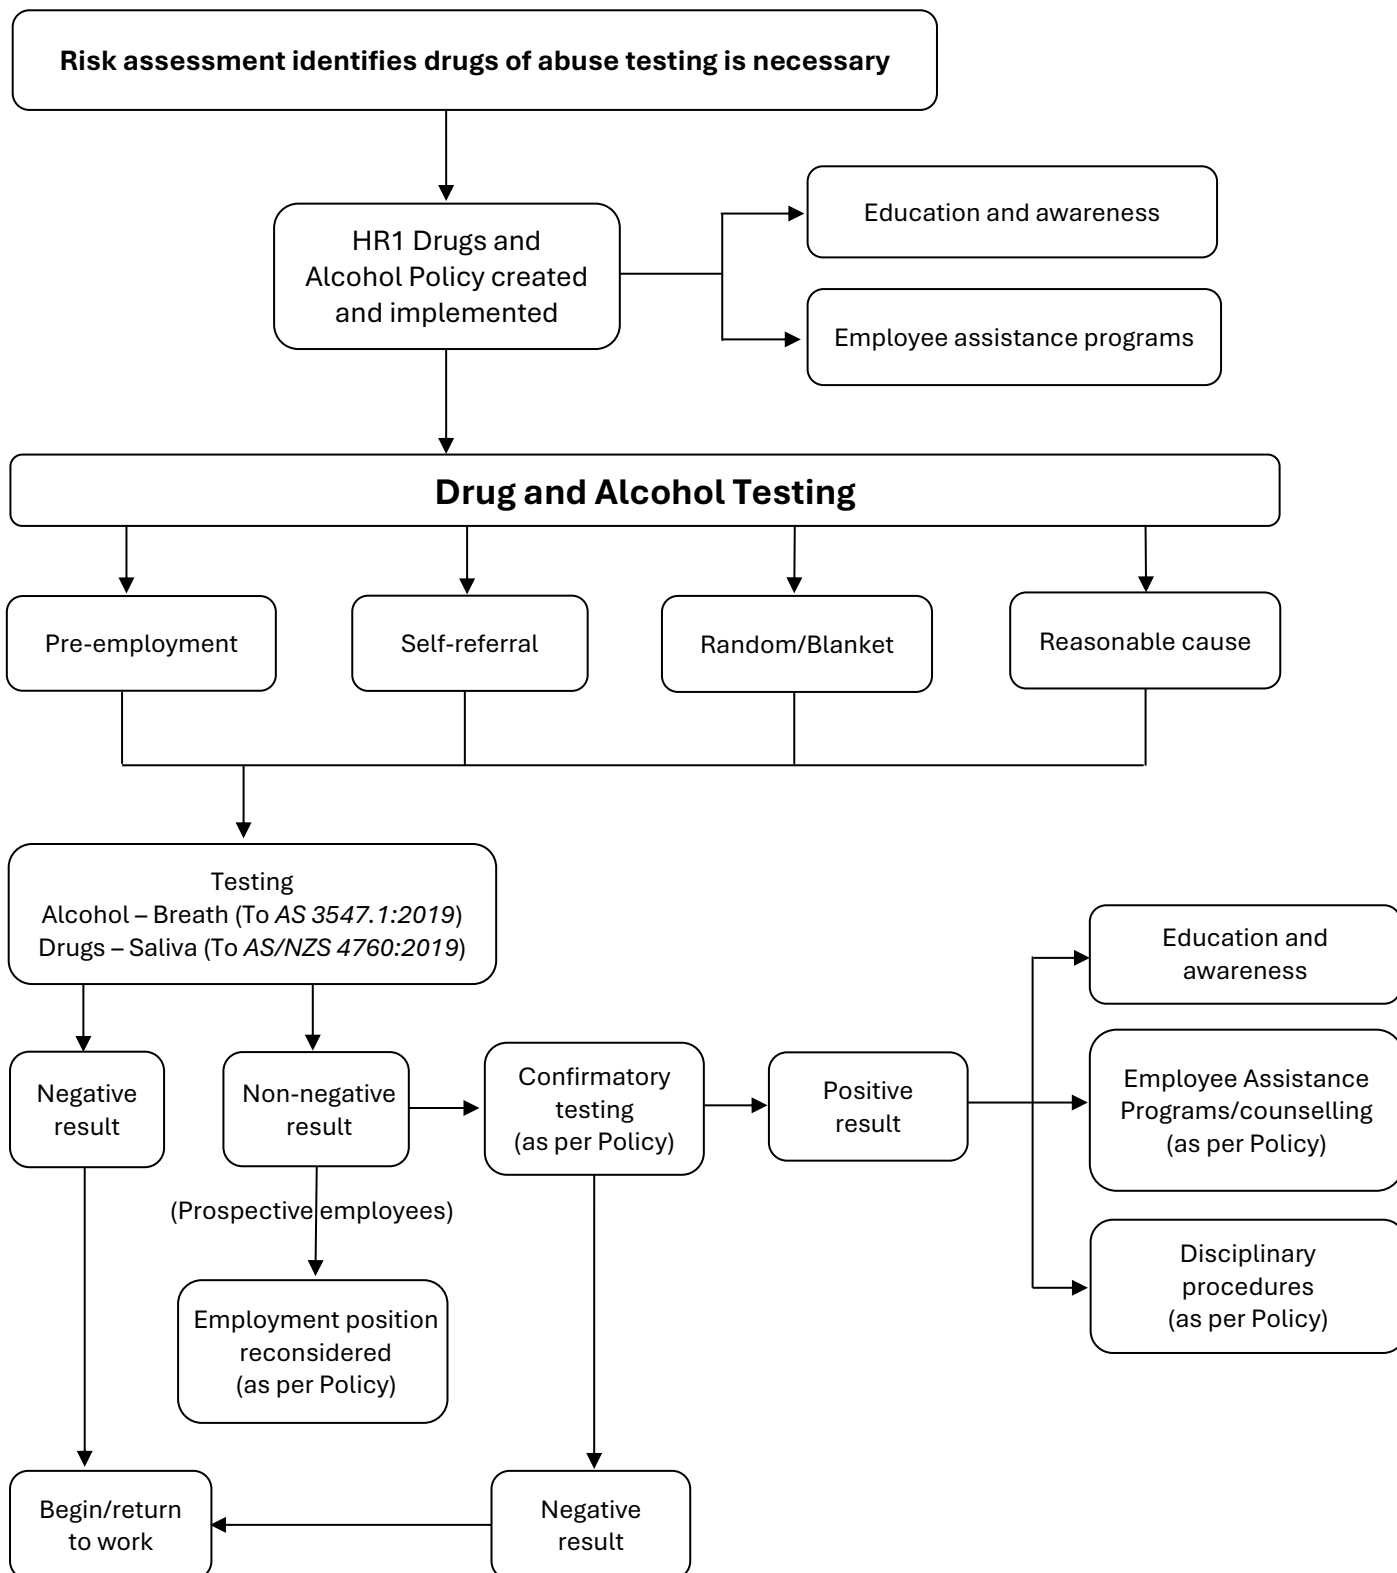 Risk assessment identifies drugs of abuse testing is necessary
HR1 Drugs and
Alcohol Policy created
and implemented
Education and awareness
Employee assistance programs
Drug and Alcohol Testing
Pre-employment
Self-referral
Random/Blanket
Reasonable cause
Testing
Alcohol – Breath (To AS 3547.1:2019)
Drugs – Saliva (To AS/NZS 4760:2019)
Negative
result
Non-negative
result
Confirmatory
testing
(as per Policy)
Positive
result
Education and
awareness
Employee Assistance
Programs/counselling
(as per Policy)
Disciplinary
procedures
(as per Policy)
(Prospective employees)
Employment position
reconsidered
(as per Policy)
Begin/return
to work
Negative
result